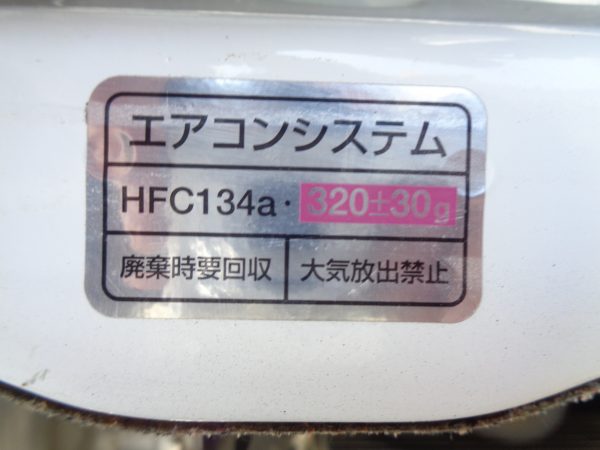 エアコンシステム
HFC134a・320±30g
廃棄時要回収 大気放出禁止